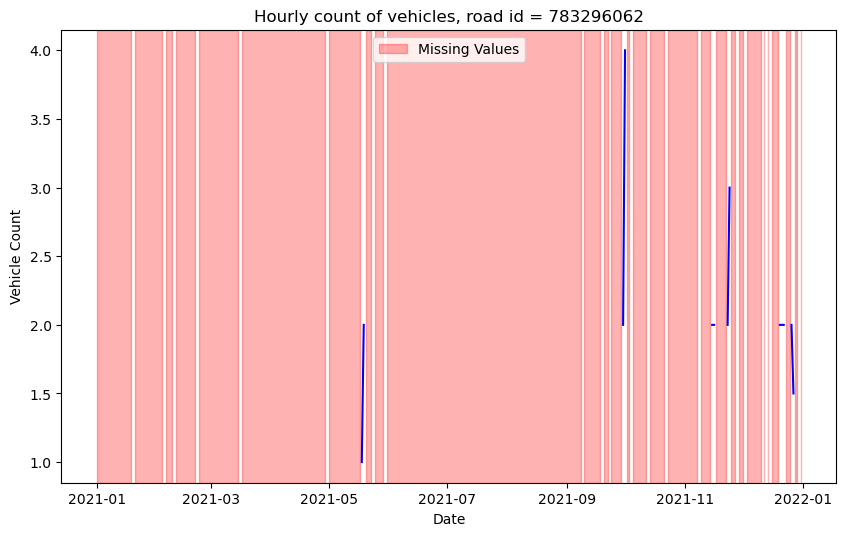 Hourly count of vehicles, road id = 783296062
Missing Values
Vehicle Count
4.0
3.5
3.0
2.5
2.0
1.5
1.0
2021-01 2021-03 2021-05 2021-07 2021-09 2021-11 2022-01
Date